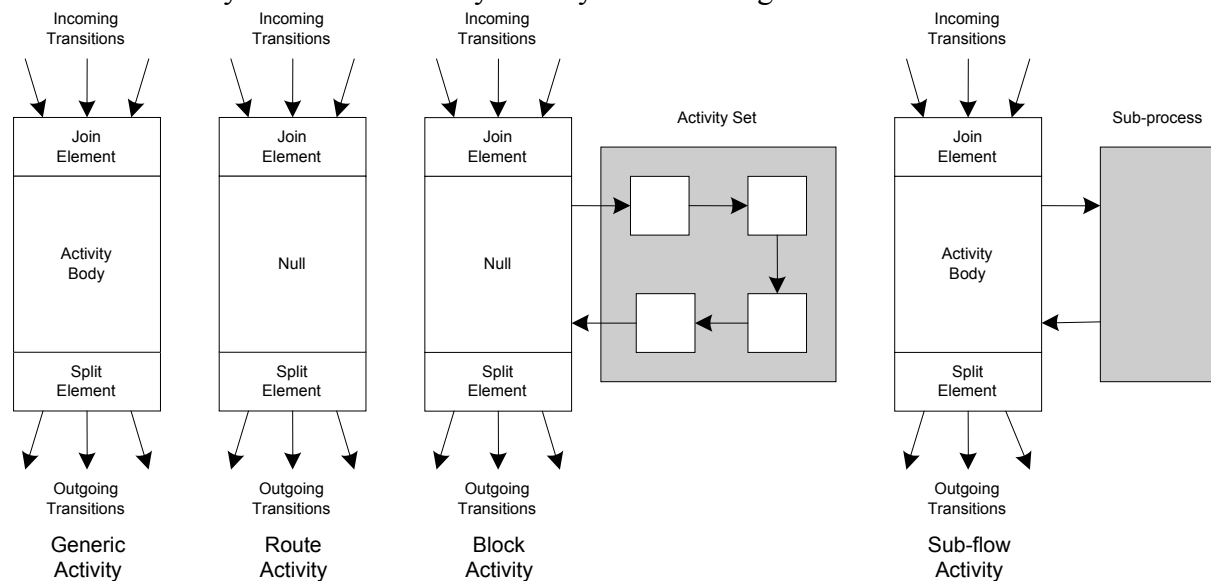 Incoming
Transitions
Incoming
Transitions
Incoming
Transitions
Incoming
Transitions
Activity Set
Sub-process
Join
Element
Join
Element
Join
Element
Join
Element
Activity
Body
Null
Null
Activity
Body
Split
Element
Split
Element
Split
Element
Split
Element
Outgoing
Transitions
Outgoing
Transitions
Outgoing
Transitions
Outgoing
Transitions
Generic
Activity
Route
Activity
Block
Activity
Sub-flow
Activity